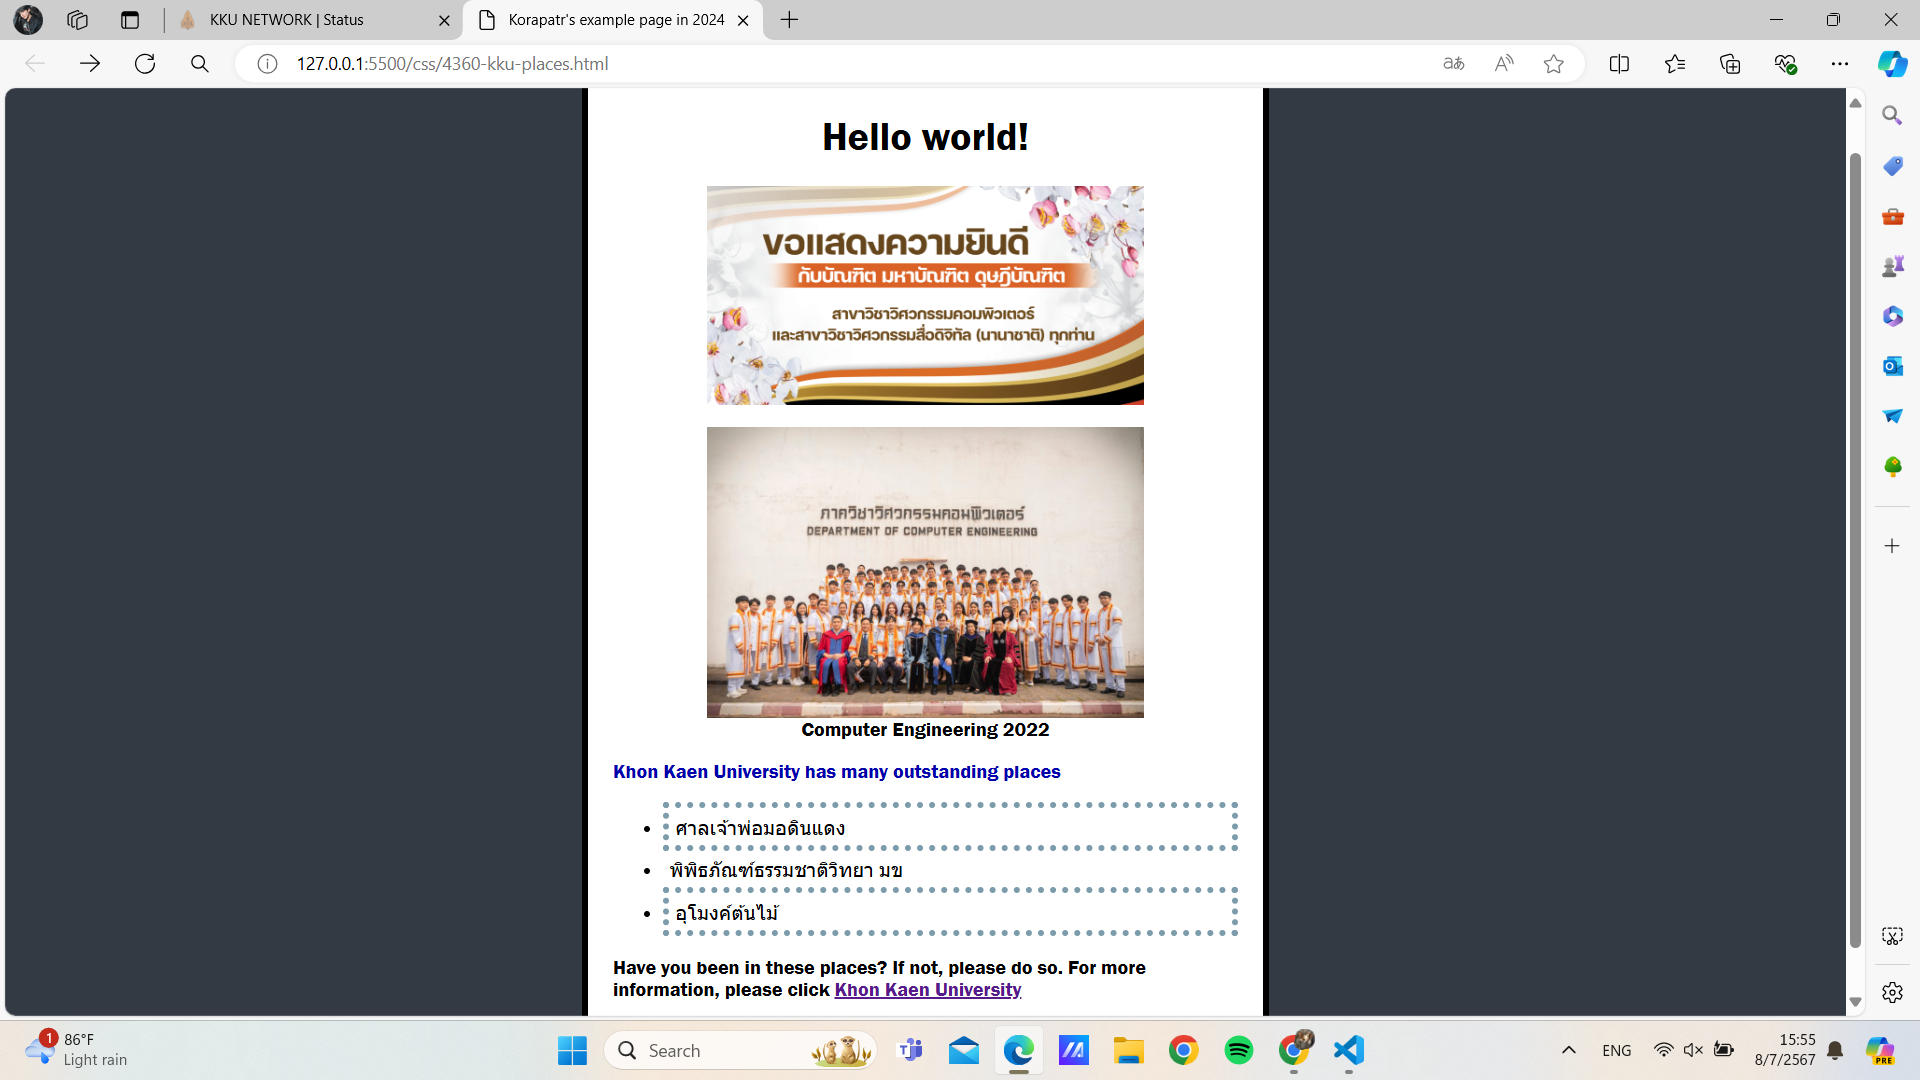 KKU NETWORK | Status
Korapatr's example page in 2024
127.0.0.1:5500/css/4360-kku-places.html
Hello world!
ขอแสดงความยินดี
กับบัณฑิต มหาบัณฑิต ดุษฎีบัณฑิต
สาขาวิชาวิศวกรรมคอมพิวเตอร์
และสาขาวิชาวิศวกรรมสื่อดิจิทัล (นานาชาติ) ทุกท่าน
ภาควิชาวิศวกรรมคอมพิวเตอร์
DEPARTMENT OF COMPUTER ENGINEERING
Computer Engineering 2022
Khon Kaen University has many outstanding places
ศาลเจ้าพ่อมอดินแดง
พิพิธภัณฑ์ธรรมชาติวิทยา มข
อุโมงค์ต้นไม้
Have you been in these places? If not, please do so. For more
information, please click Khon Kaen University
1
86°F
Light rain
Search
ENG
15:55
8/7/2567
PRE